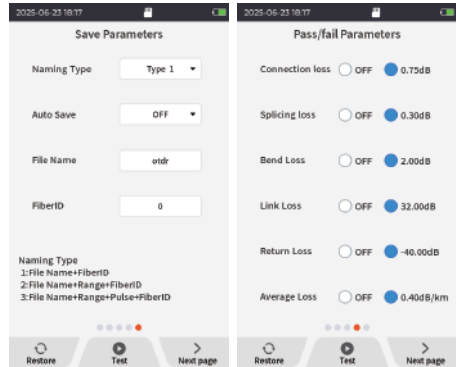 2025-06-23 18:17
Save Parameters
Naming Type Type 1
Auto Save OFF
File Name otdr
FiberID 0
Naming Type
1:File Name+FiberID
2:File Name+Range+FiberID
3:File Name+Range+Pulse+FiberID
Restore Test Next page
2025-06-23 18:17
Pass/fail Parameters
Connection loss OFF 0.75dB
Splicing loss OFF 0.30dB
Bend Loss OFF 2.00dB
Link Loss OFF 32.00dB
Return Loss OFF -40.00dB
Average Loss OFF 0.40dB/km
Restore Test Next page